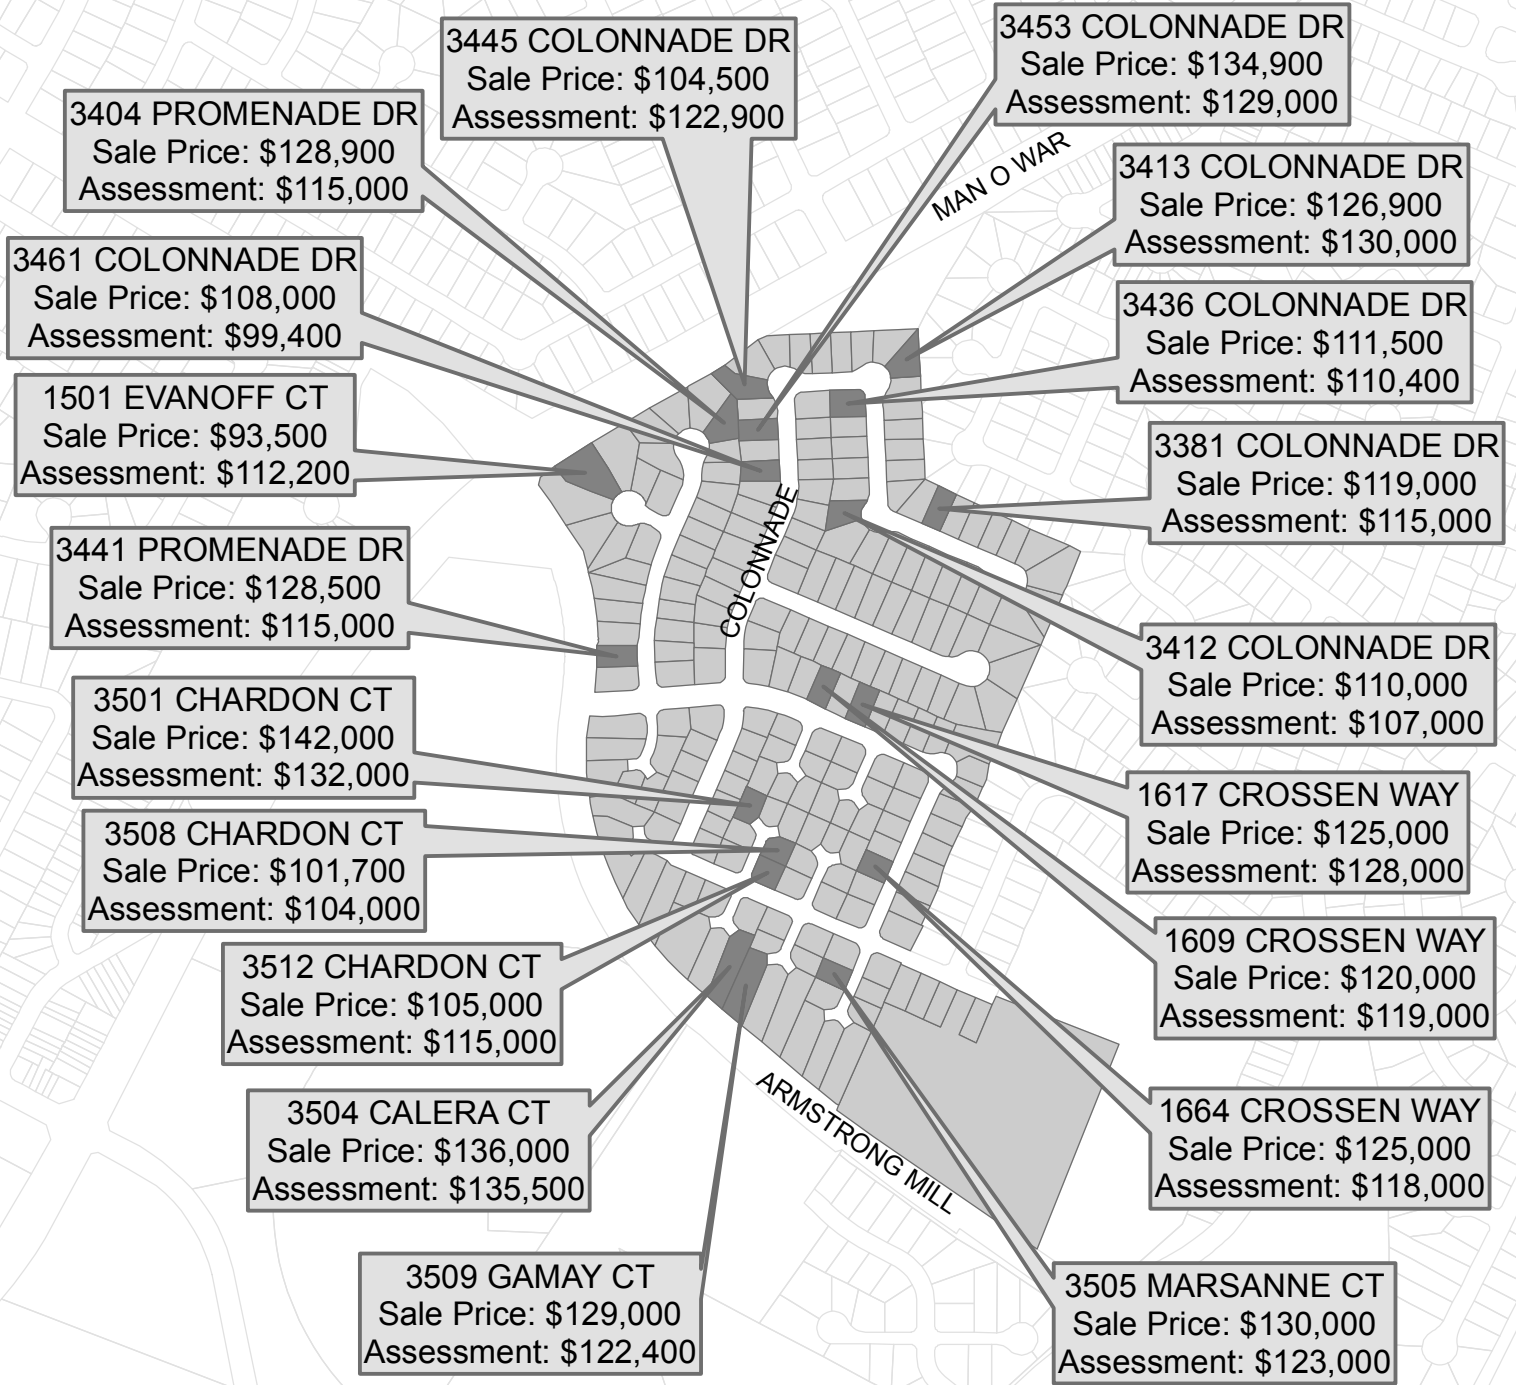 3445 COLONNADE DR
Sale Price: $104,500
Assessment: $122,900
3453 COLONNADE DR
Sale Price: $134,900
Assessment: $129,000
3404 PROMENADE DR
Sale Price: $128,900
Assessment: $115,000
MAN O WAR
3413 COLONNADE DR
Sale Price: $126,900
Assessment: $130,000
3461 COLONNADE DR
Sale Price: $108,000
Assessment: $99,400
3436 COLONNADE DR
Sale Price: $111,500
Assessment: $110,400
1501 EVANOFF CT
Sale Price: $93,500
Assessment: $112,200
3381 COLONNADE DR
Sale Price: $119,000
Assessment: $115,000
COLONNADE
3441 PROMENADE DR
Sale Price: $128,500
Assessment: $115,000
3412 COLONNADE DR
Sale Price: $110,000
Assessment: $107,000
3501 CHARDON CT
Sale Price: $142,000
Assessment: $132,000
1617 CROSSEN WAY
Sale Price: $125,000
Assessment: $128,000
3508 CHARDON CT
Sale Price: $101,700
Assessment: $104,000
1609 CROSSEN WAY
Sale Price: $120,000
Assessment: $119,000
3512 CHARDON CT
Sale Price: $105,000
Assessment: $115,000
ARMSTRONG MILL
3504 CALERA CT
Sale Price: $136,000
Assessment: $135,500
1664 CROSSEN WAY
Sale Price: $125,000
Assessment: $118,000
3509 GAMAY CT
Sale Price: $129,000
Assessment: $122,400
3505 MARSANNE CT
Sale Price: $130,000
Assessment: $123,000